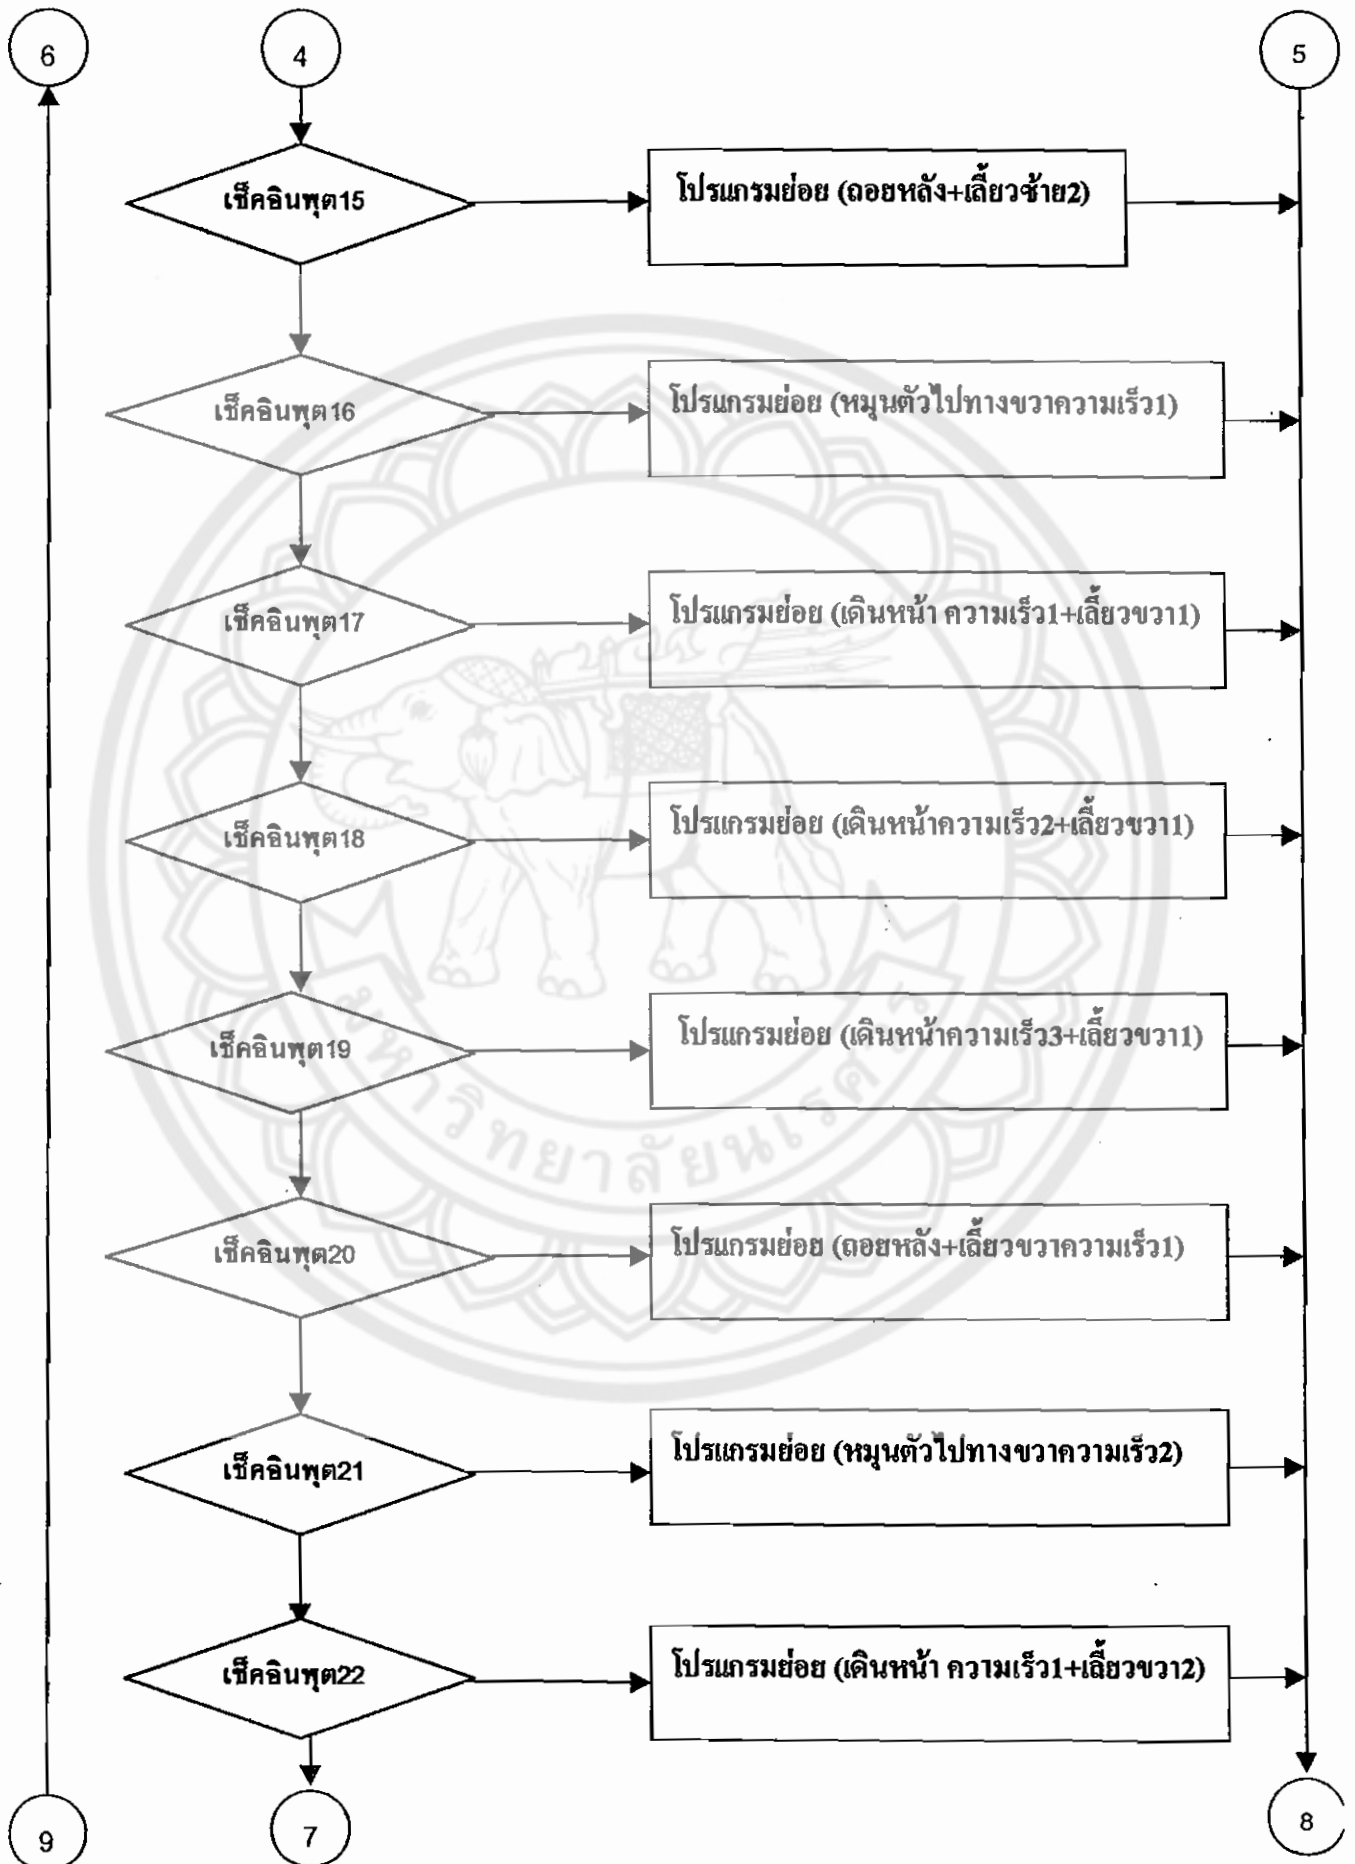 6
4
5
เช็คอินพุต15
โปรแกรมย่อย (ถอยหลัง+เลี้ยวซ้าย2)
เช็คอินพุต16
โปรแกรมย่อย (หมุนตัวไปทางขวาความเร็ว1)
เช็คอินพุต17
โปรแกรมย่อย (เดินหน้า ความเร็ว1+เลี้ยวขวา1)
เช็คอินพุต18
โปรแกรมย่อย (เดินหน้าความเร็ว2+เลี้ยวขวา1)
เช็คอินพุต19
โปรแกรมย่อย (เดินหน้าความเร็ว3+เลี้ยวขวา1)
เช็คอินพุต20
โปรแกรมย่อย (ถอยหลัง+เลี้ยวขวาความเร็ว1)
เช็คอินพุต21
โปรแกรมย่อย (หมุนตัวไปทางขวาความเร็ว2)
เช็คอินพุต22
โปรแกรมย่อย (เดินหน้า ความเร็ว1+เลี้ยวขวา2)
9
7
8
มหาวิทยาลัยนเรศวร